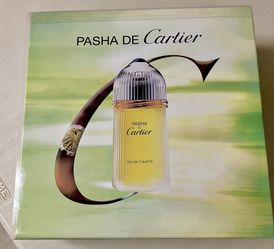 PASHA DE Cartier
PASHA
DE
Cartier
EAU DE TOILETTE